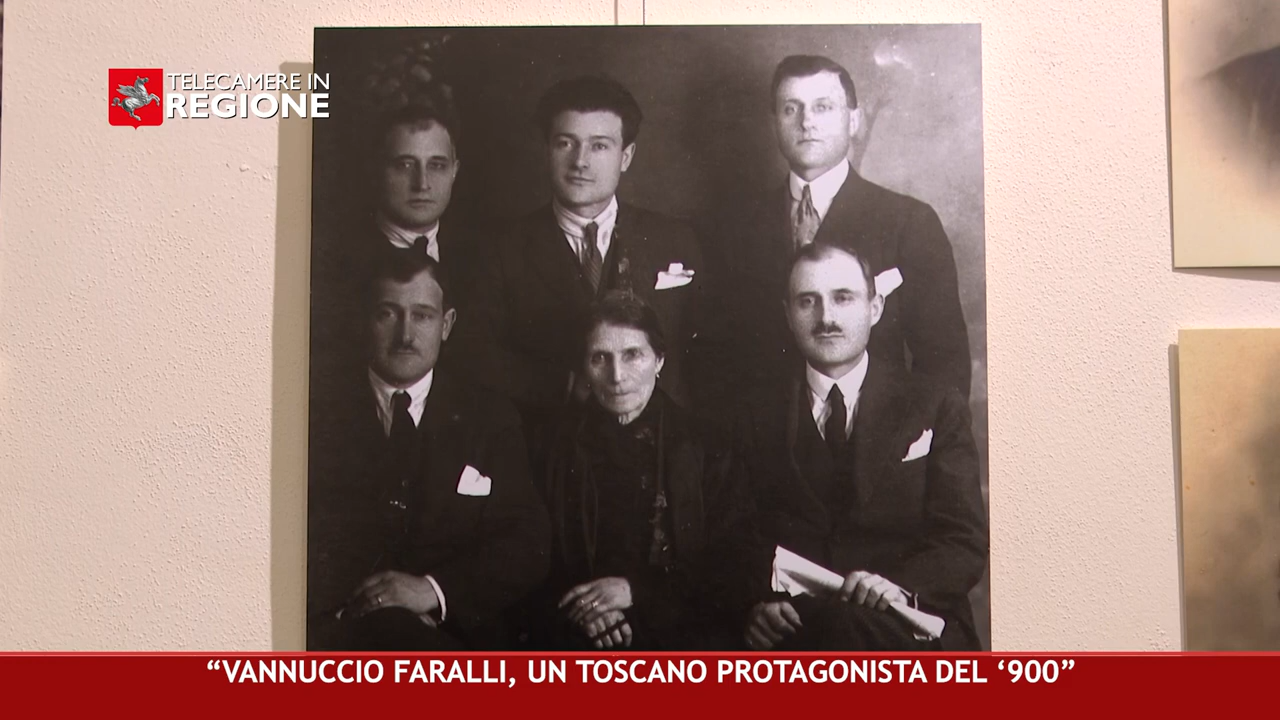 TELECAMERE IN
REGIONE
“VANNUCCIO FARALLI, UN TOSCANO PROTAGONISTA DEL ‘900”